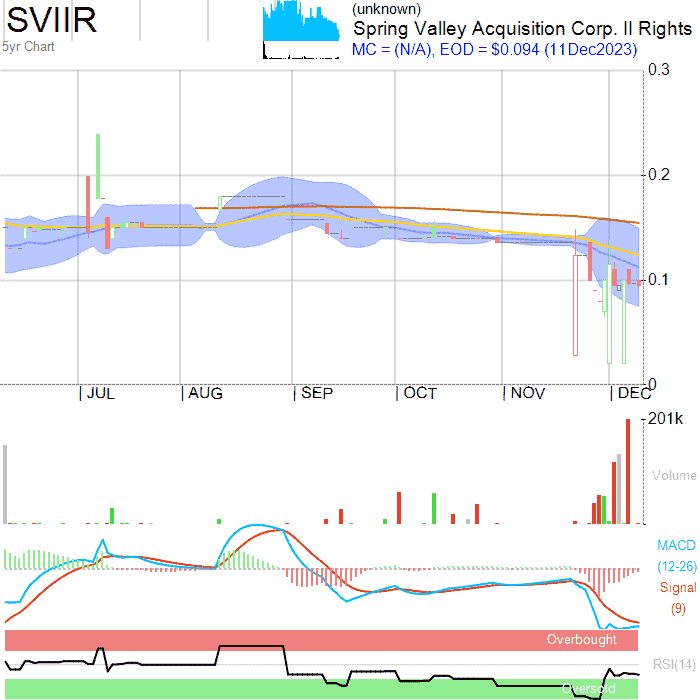 SVIIR
5yr Chart
(unknown)
Spring Valley Acquisition Corp. II Rights
MC = (N/A), EOD = $0.094 (11Dec2023)
0.3
0.2
0.1
0
JUL
AUG
SEP
OCT
NOV
DEC
201k
Volume
MACD
(12-26)
Signal
(9)
Overbought
RSI(14)
Oversold